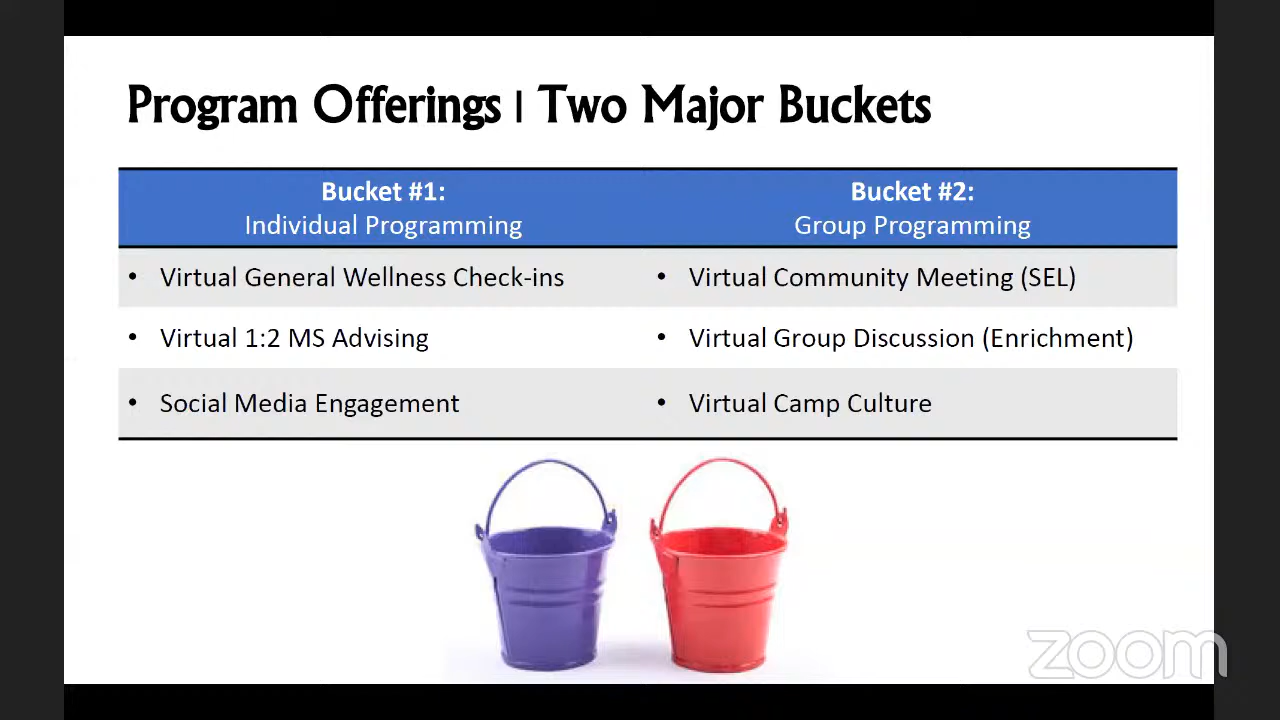 Program Offerings | Two Major Buckets
Bucket #1:
Individual Programming
Bucket #2:
Group Programming
• Virtual General Wellness Check-ins
• Virtual Community Meeting (SEL)
• Virtual 1:2 MS Advising
• Virtual Group Discussion (Enrichment)
• Social Media Engagement
• Virtual Camp Culture
zoom